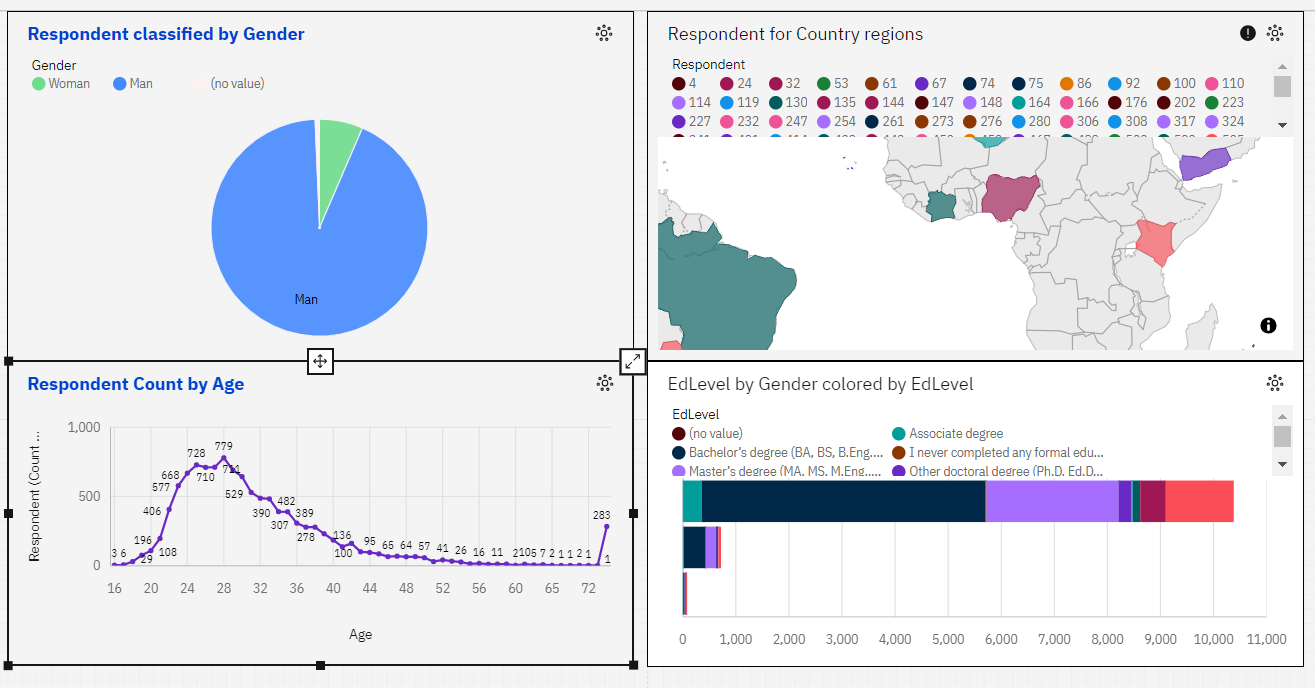 Respondent classified by Gender
Gender
Woman Man (no value)
Man
Respondent for Country regions
Respondent
4 24 32 53 61 67 74 75 86 92 100 110
114 119 130 135 144 147 148 164 166 176 202 223
227 232 247 254 261 273 276 280 306 308 317 324
Respondent Count by Age
Respondent (Count ...
1,000
500
0
3 6 29 196 108 406 577 668 728 710 779 711 529 390 482 307 389 278 136 100 95 65 64 57 41 26 16 11 2105 7 2 1 1 2 1 283 1
16 20 24 28 32 36 40 44 48 52 56 60 65 72
Age
EdLevel by Gender colored by EdLevel
EdLevel
(no value) Associate degree
Bachelor’s degree (BA, BS, B.Eng.... I never completed any formal edu...
Master’s degree (MA, MS, M.Eng.,... Other doctoral degree (Ph.D, Ed.D...
0 1,000 2,000 3,000 4,000 5,000 6,000 7,000 8,000 9,000 10,000 11,000